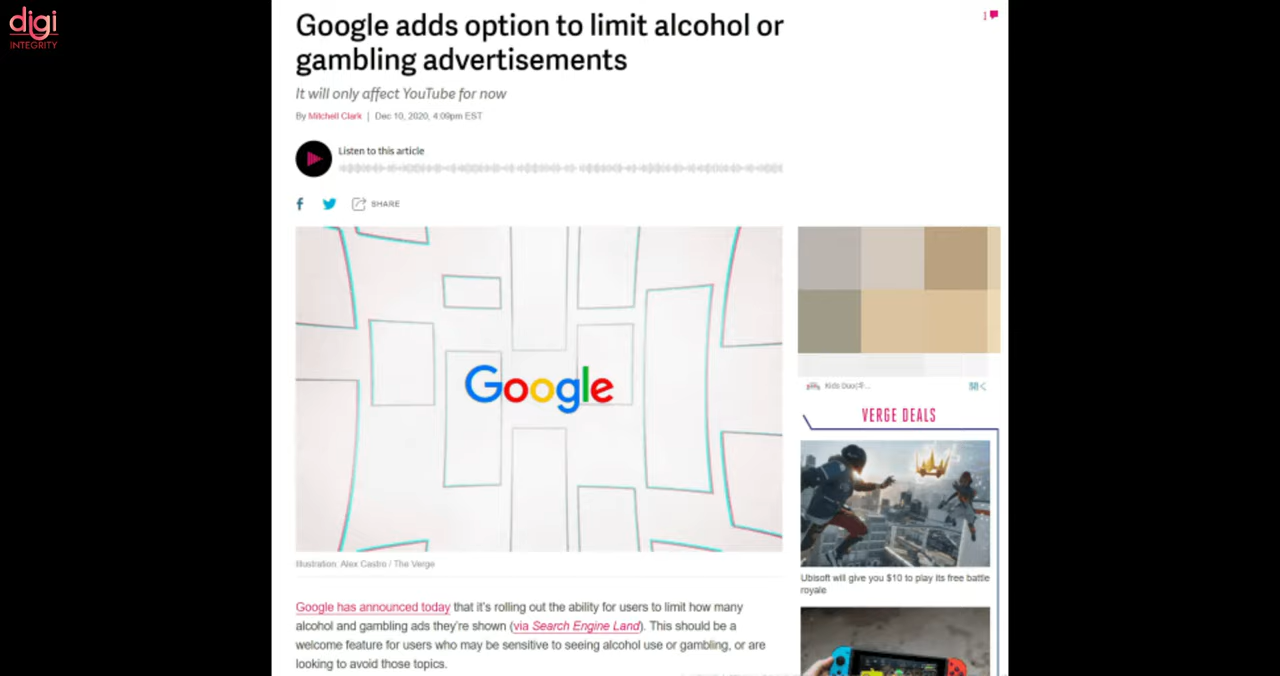 digi
INTEGRITY
Google adds option to limit alcohol or
gambling advertisements
1
It will only affect YouTube for now
By Mitchell Clark | Dec 10, 2020, 4:09pm EST
Listen to this article
SHARE
Google
Illustration: Alex Castro / The Verge
Google has announced today that it's rolling out the ability for users to limit how many
alcohol and gambling ads they're shown (via Search Engine Land). This should be a
welcome feature for users who may be sensitive to seeing alcohol use or gambling, or are
looking to avoid those topics.
Kids Duo
開く
VERGE DEALS
Ubisoft will give you $10 to play its free battle
royale